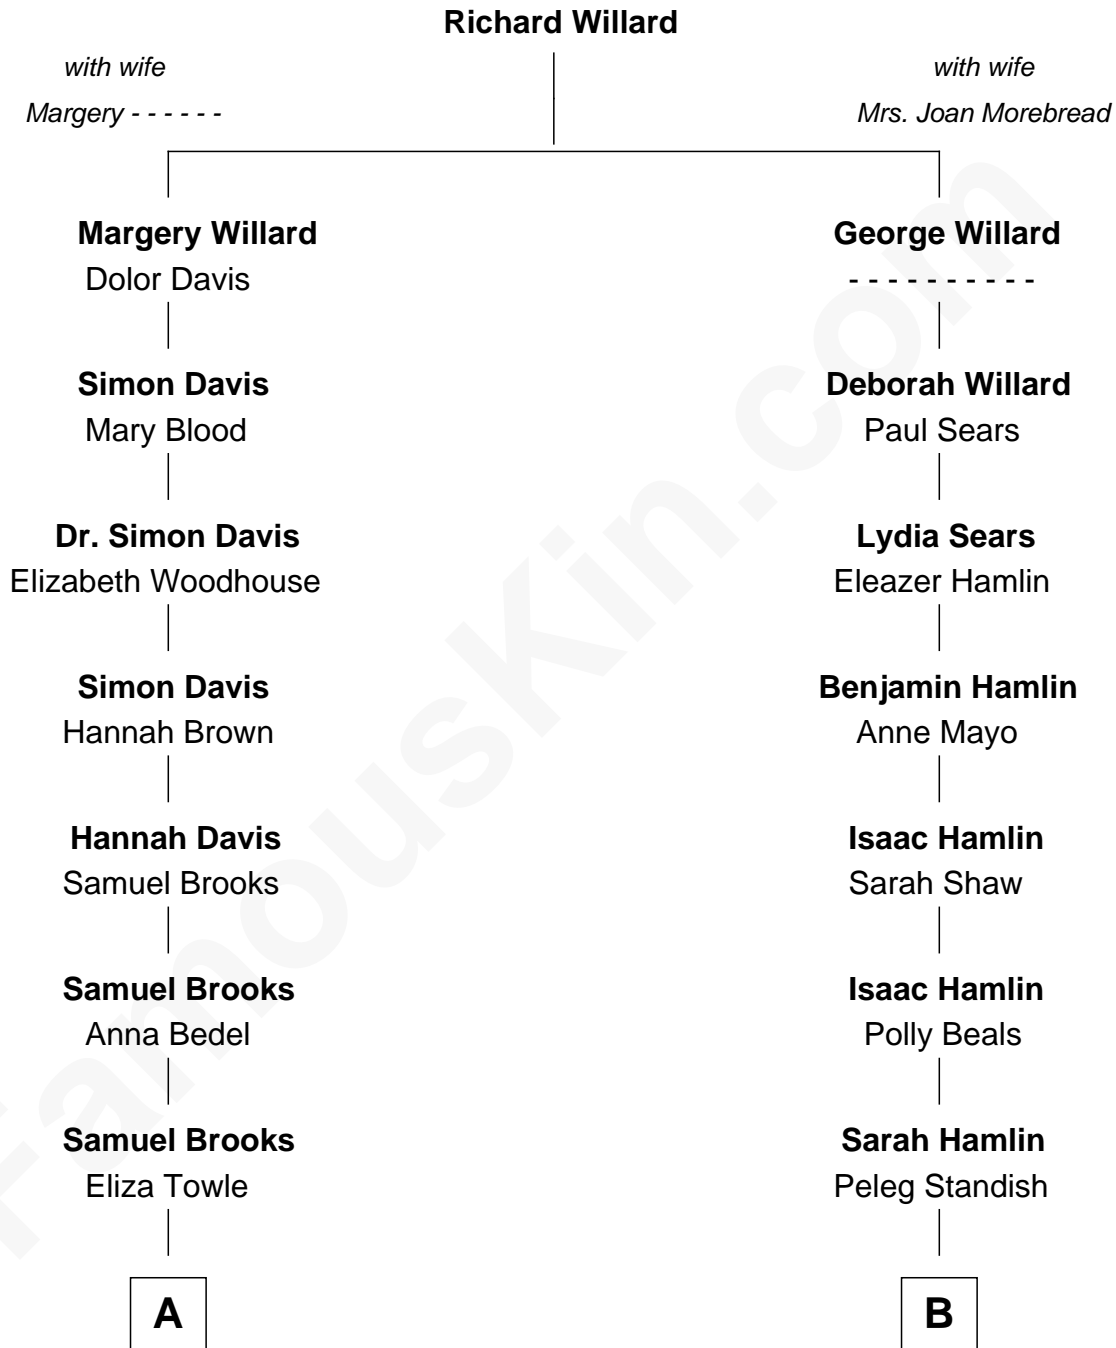 Richard Willard
with wife
Margery - - - - - -
with wife
Mrs. Joan Morebread
Margery Willard
Dolor Davis
George Willard
- - - - - - - - - -
Simon Davis
Mary Blood
Deborah Willard
Paul Sears
Dr. Simon Davis
Elizabeth Woodhouse
Lydia Sears
Eleazer Hamlin
Simon Davis
Hannah Brown
Benjamin Hamlin
Anne Mayo
Hannah Davis
Samuel Brooks
Isaac Hamlin
Sarah Shaw
Samuel Brooks
Anna Bedel
Isaac Hamlin
Polly Beals
Samuel Brooks
Eliza Towle
Sarah Hamlin
Peleg Standish
A
B
FamousKin.com